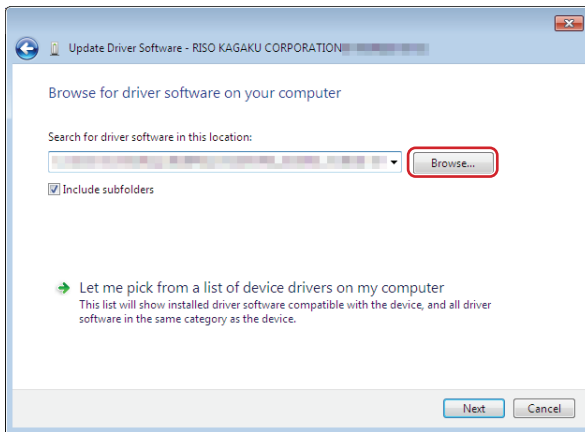 Update Driver Software - RISO KAGAKU CORPORATION
Browse for driver software on your computer
Search for driver software in this location:
Browse...
Include subfolders
Let me pick from a list of device drivers on my computer
This list will show installed driver software compatible with the device, and all driver
software in the same category as the device.
Next
Cancel